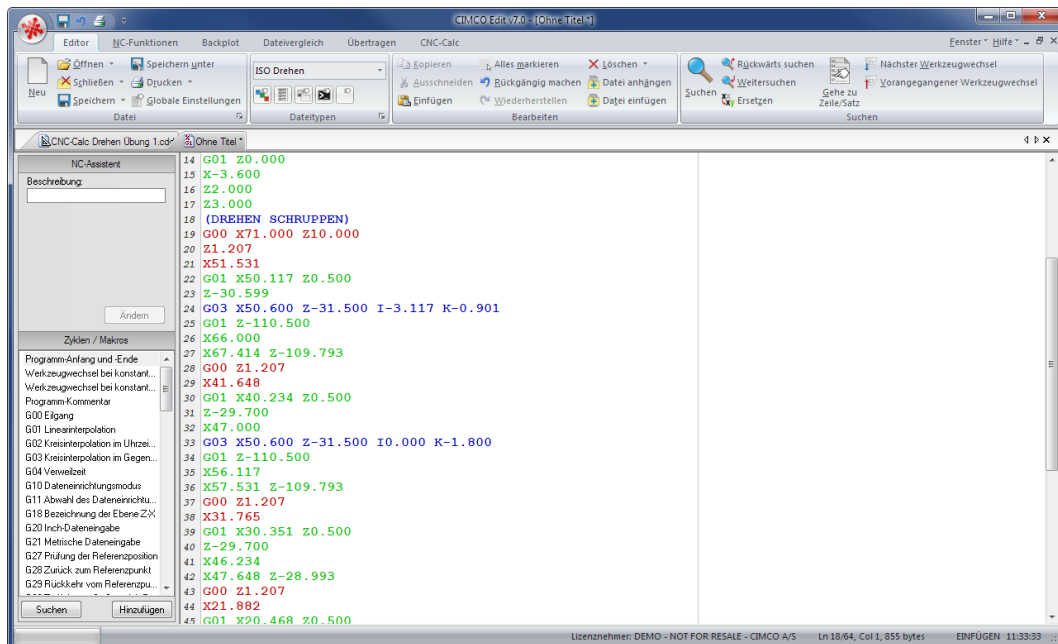 CIMCO Edit v7.0 - [Ohne Titel *]
Editor NC-Funktionen Backplot Dateivergleich Übertragen CNC-Calc Fenster Hilfe
Neu
Öffnen Speichern unter
Schließen Drucken
Speichern Globale Einstellungen
Datei
ISO Drehen
Dateitypen
Kopieren Alles markieren Löschen
Ausschneiden Rückgängig machen Datei anhängen
Einfügen Wiederherstellen Datei einfügen
Bearbeiten
Suchen
Rückwärts suchen
Weitersuchen
Ersetzen
Gehe zu
Zeile/Satz
Nächster Werkzeugwechsel
Vorangegangener Werkzeugwechsel
Suchen
CNC-Calc Drehen Übung 1.cdd Ohne Titel *
NC-Assistent
Beschreibung:
Ändern
Zyklen / Makros
Programm-Anfang und -Ende
Werkzeugwechsel bei konstant...
Werkzeugwechsel bei konstant...
Programm-Kommentar
G00 Eilgang
G01 Linearinterpolation
G02 Kreisinterpolation im Uhrzei...
G03 Kreisinterpolation im Gegen...
G04 Verweilzeit
G10 Dateneinrichtungsmodus
G11 Abwahl des Dateneinrichtu...
G18 Bezeichnung der Ebene Z-X
G20 Inch-Dateneingabe
G21 Metrische Dateneingabe
G27 Prüfung der Referenzposition
G28 Zurück zum Referenzpunkt
G29 Rückkehr vom Referenzpu...
Suchen Hinzufügen
14 G01 Z0.000
15 X-3.600
16 Z2.000
17 Z3.000
18 (DREHEN SCHRUPPEN)
19 G00 X71.000 Z10.000
20 Z1.207
21 X51.531
22 G01 X50.117 Z0.500
23 Z-30.599
24 G03 X50.600 Z-31.500 I-3.117 K-0.901
25 G01 Z-110.500
26 X66.000
27 X67.414 Z-109.793
28 G00 Z1.207
29 X41.648
30 G01 X40.234 Z0.500
31 Z-29.700
32 X47.000
33 G03 X50.600 Z-31.500 I0.000 K-1.800
34 G01 Z-110.500
35 X56.117
36 X57.531 Z-109.793
37 G00 Z1.207
38 X31.765
39 G01 X30.351 Z0.500
40 Z-29.700
41 X46.234
42 X47.648 Z-28.993
43 G00 Z1.207
44 X21.882
45 G01 X20.468 Z0.500
Lizenznehmer: DEMO - NOT FOR RESALE - CIMCO A/S Ln 18/64, Col 1, 855 bytes EINFÜGEN 11:33:33